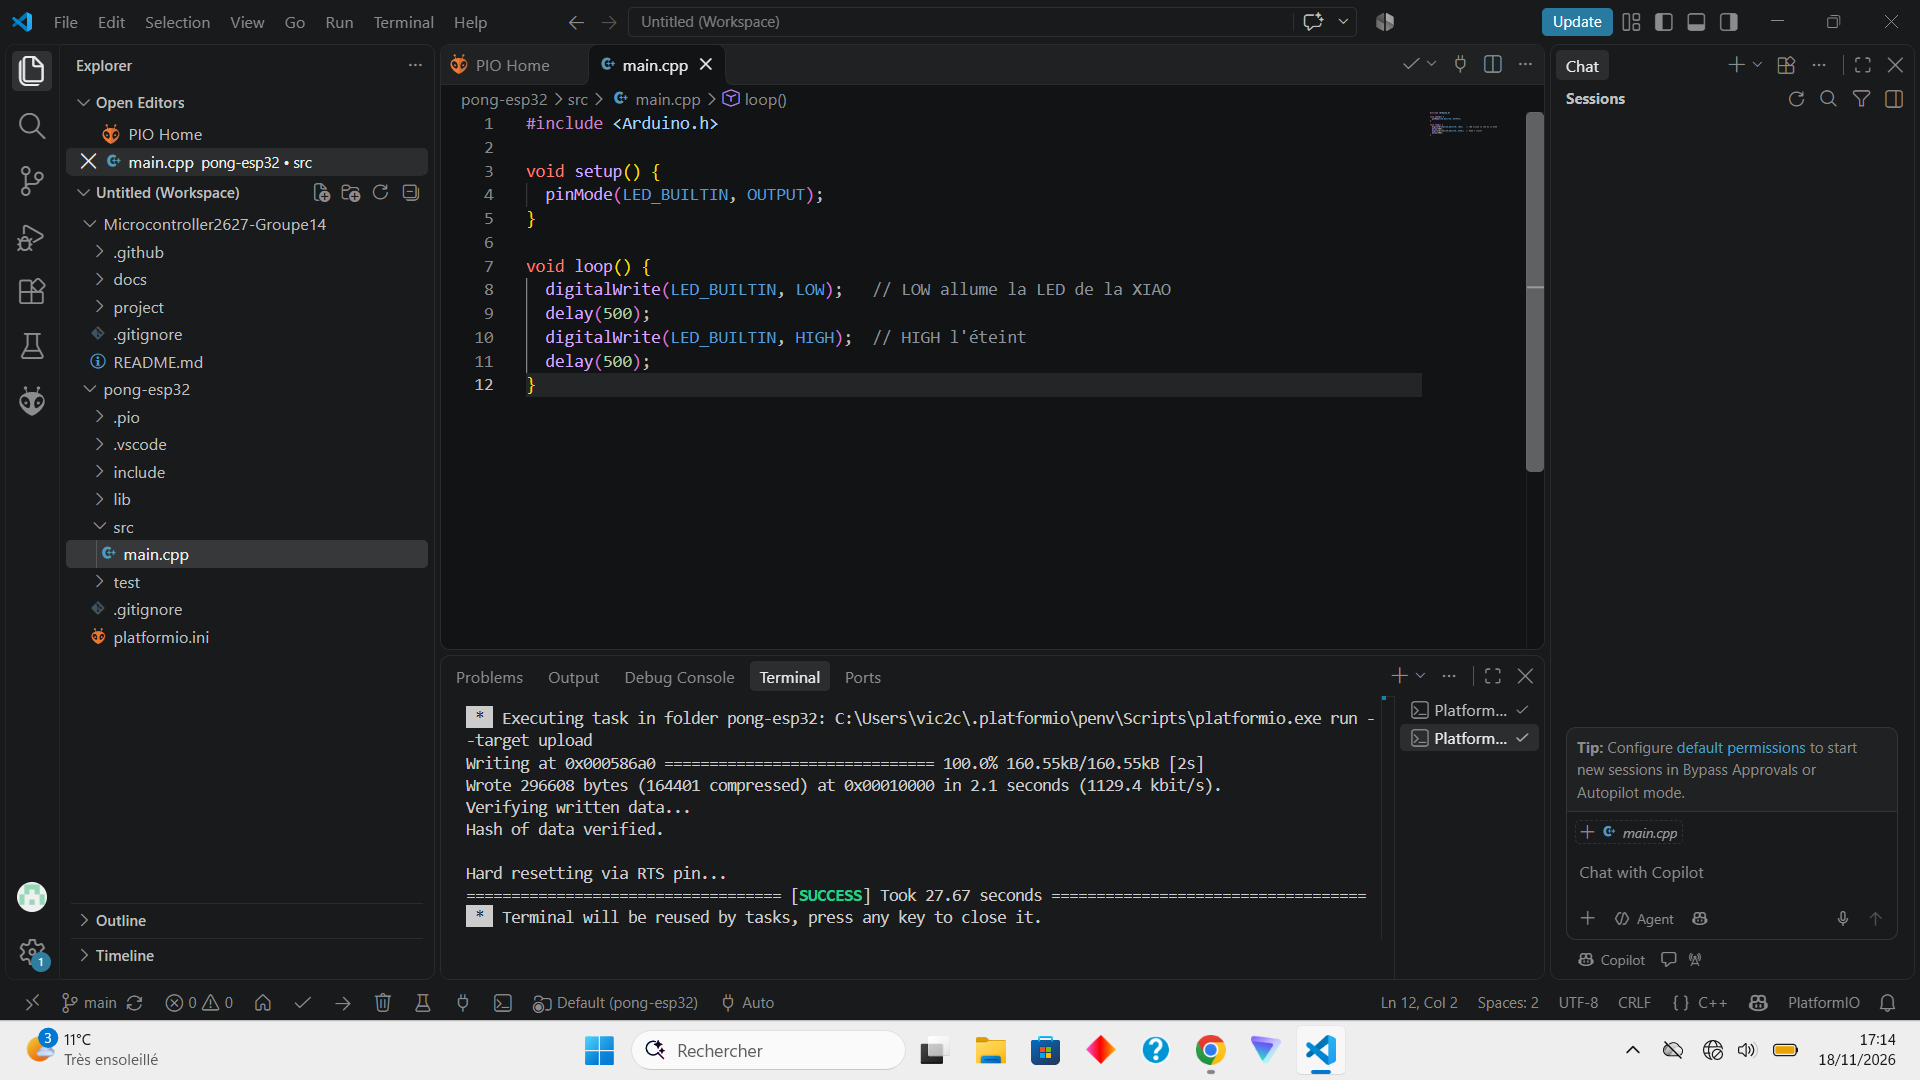 File Edit Selection View Go Run Terminal Help
Untitled (Workspace)
Update
Explorer
Open Editors
PIO Home
main.cpp pong-esp32 • src
Untitled (Workspace)
Microcontroller2627-Groupe14
.github
docs
project
.gitignore
README.md
pong-esp32
.pio
.vscode
include
lib
src
main.cpp
test
.gitignore
platformio.ini
Outline
Timeline
1
PIO Home
main.cpp
pong-esp32 > src > main.cpp > loop()
1 #include <Arduino.h>
2
3 void setup() {
4 pinMode(LED_BUILTIN, OUTPUT);
5 }
6
7 void loop() {
8 digitalWrite(LED_BUILTIN, LOW); // LOW allume la LED de la XIAO
9 delay(500);
10 digitalWrite(LED_BUILTIN, HIGH); // HIGH l'éteint
11 delay(500);
12 }
Problems Output Debug Console Terminal Ports
* Executing task in folder pong-esp32: C:\Users\vic2c\.platformio\penv\Scripts\platformio.exe run -
-target upload
Writing at 0x000586a0 ============================== 100.0% 160.55kB/160.55kB [2s]
Wrote 296608 bytes (164401 compressed) at 0x00010000 in 2.1 seconds (1129.4 kbit/s).
Verifying written data...
Hash of data verified.
Hard resetting via RTS pin...
=================================== [SUCCESS] Took 27.67 seconds ===================================
* Terminal will be reused by tasks, press any key to close it.
Platform...
Platform...
Chat
Sessions
Tip: Configure default permissions to start
new sessions in Bypass Approvals or
Autopilot mode.
main.cpp
Chat with Copilot
Agent
Copilot
main 0 0 Default (pong-esp32) Auto Ln 12, Col 2 Spaces: 2 UTF-8 CRLF {} C++ PlatformIO
3
11°C
Très ensoleillé
Rechercher
17:14
18/11/2026